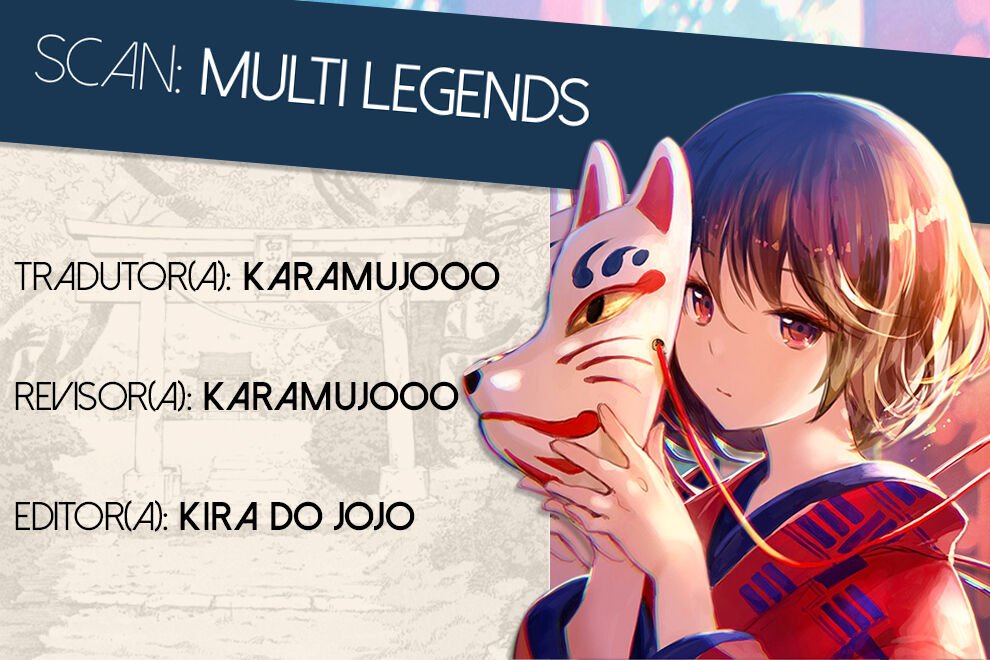 SCAN: MULTI LEGENDS
TRADUTOR(A): KARAMUJOOO
REVISOR(A): KARAMUJOOO
EDITOR(A): KIRA DO JOJO